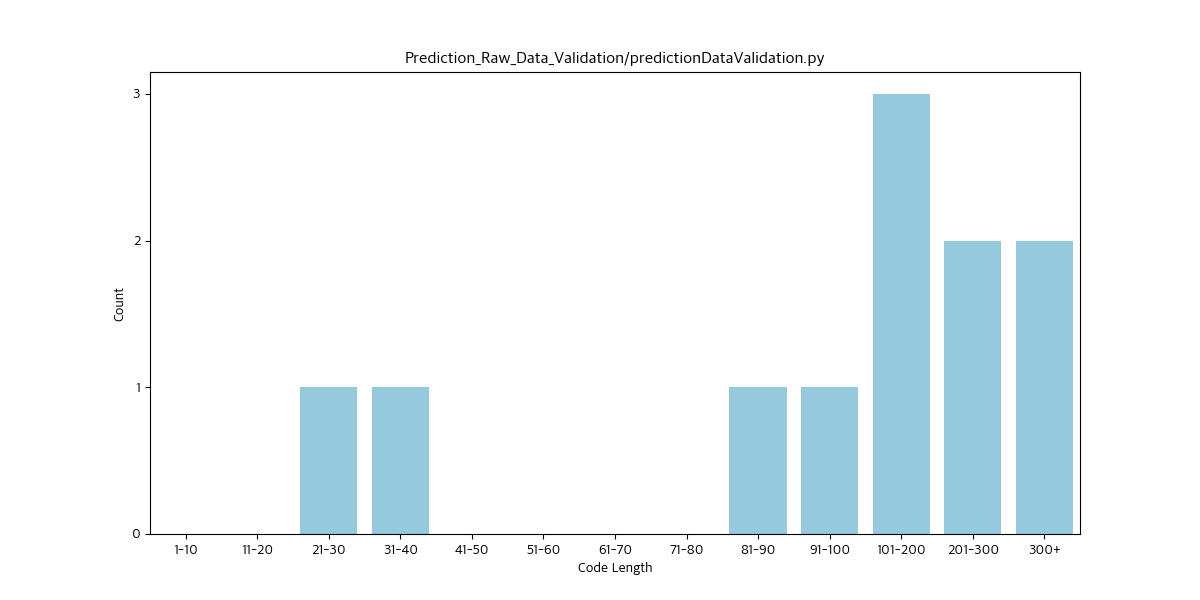 Prediction_Raw_Data_Validation/predictionDataValidation.py
3
2
1
0
Count
1-10 11-20 21-30 31-40 41-50 51-60 61-70 71-80 81-90 91-100 101-200 201-300 300+
Code Length